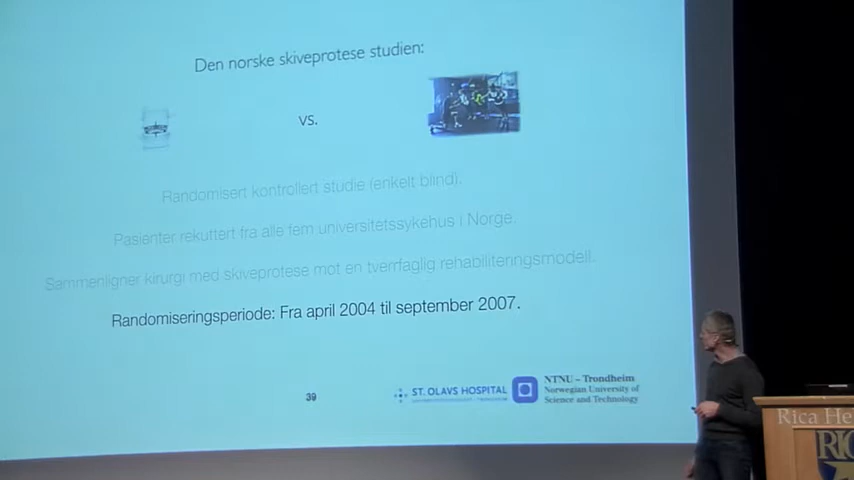 Den norske skiveprotese studien:
vs.
Randomisert kontrollert studie (enkelt blind).
Pasienter rekuttert fra alle fem universitetssykehus i Norge.
Sammenligner kirurgi med skiveprotese mot en tverrfaglig rehabiliteringsmodell.
Randomiseringsperiode: Fra april 2004 til september 2007.
39
ST. OLAVS HOSPITAL
NTNU – Trondheim
Norwegian University of
Science and Technology
Rica He
RIC